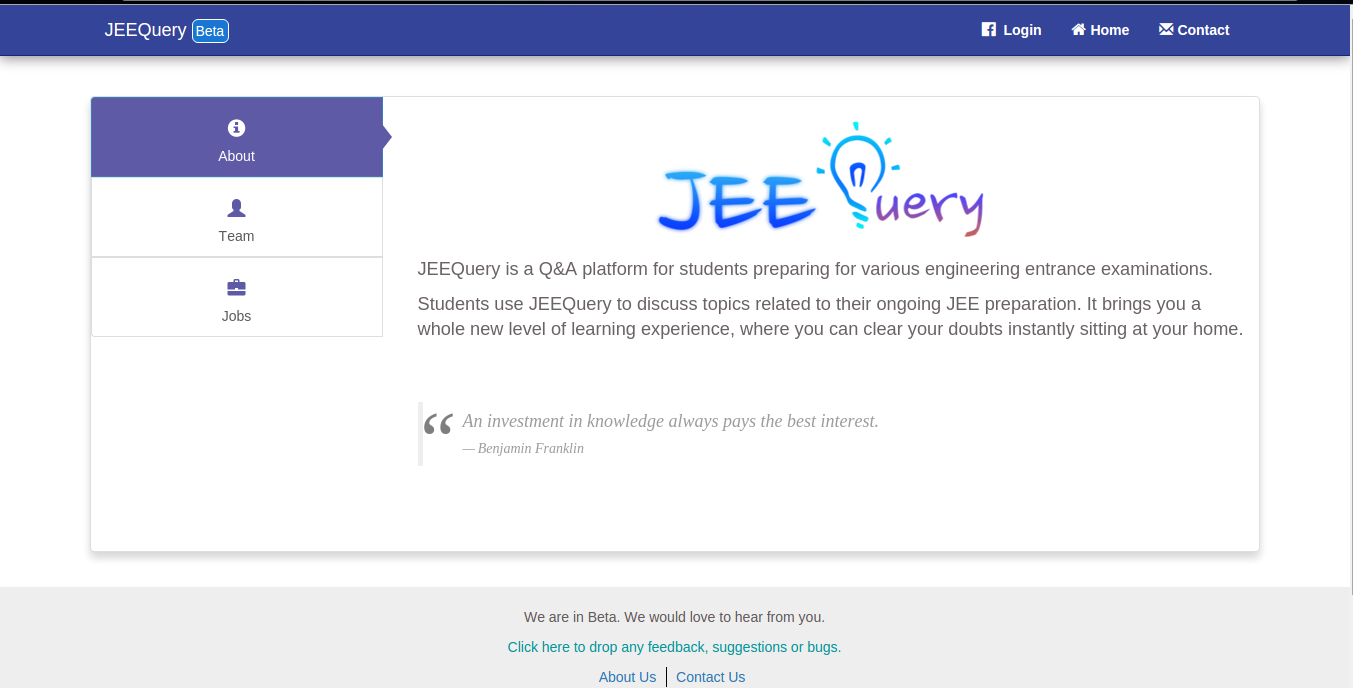 JEEQuery Beta
Login Home Contact
About
Team
Jobs
JEE Query
JEEQuery is a Q&A platform for students preparing for various engineering entrance examinations.
Students use JEEQuery to discuss topics related to their ongoing JEE preparation. It brings you a
whole new level of learning experience, where you can clear your doubts instantly sitting at your home.
“ An investment in knowledge always pays the best interest.
— Benjamin Franklin
We are in Beta. We would love to hear from you.
Click here to drop any feedback, suggestions or bugs.
About Us Contact Us